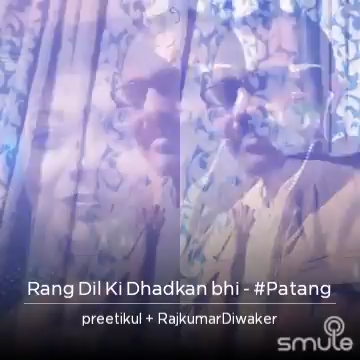 Rang Dil Ki Dhadkan bhi - #Patang
preetikul + RajkumarDiwaker
smule